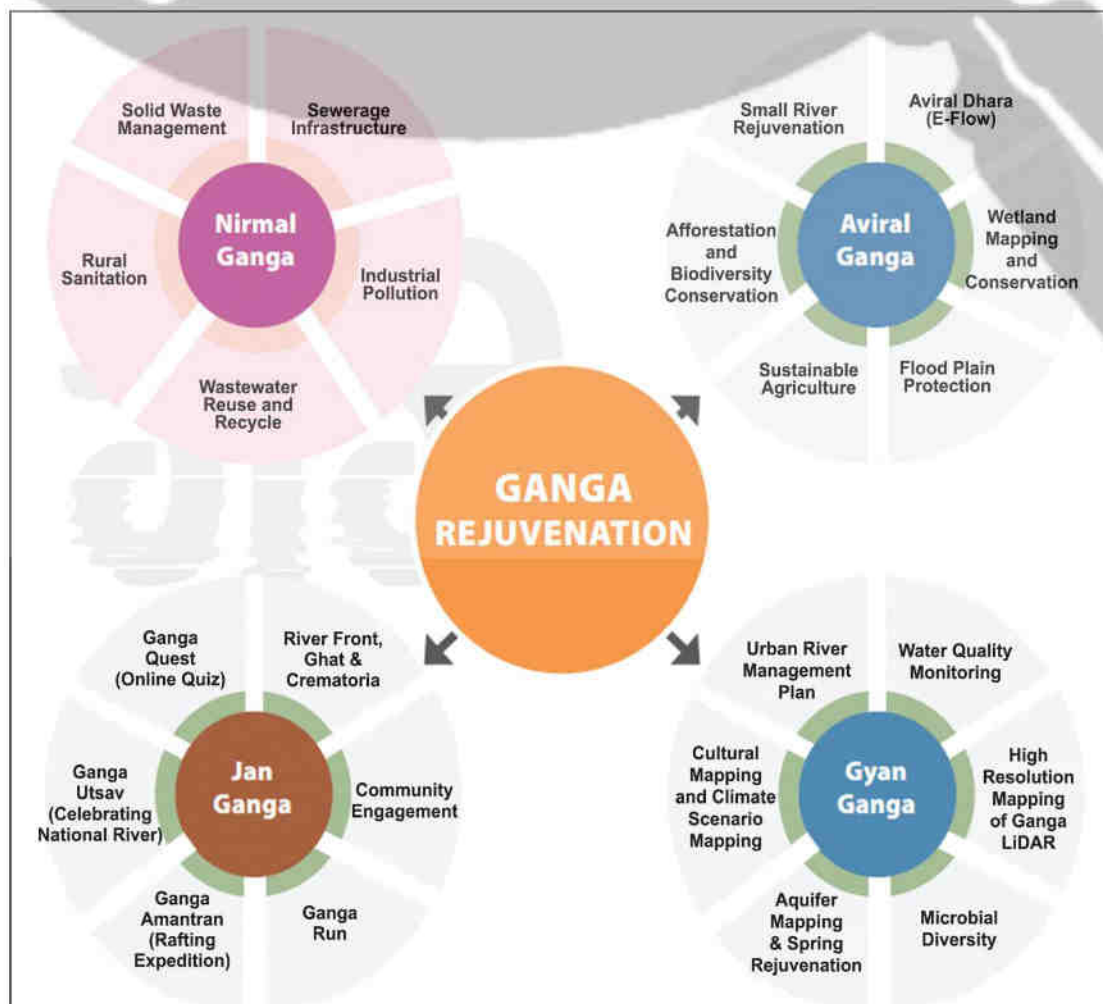 Solid Waste
Management
Sewerage
Infrastructure
Rural
Sanitation
Industrial
Pollution
Wastewater
Reuse and
Recycle
Nirmal
Ganga
Small River
Rejuvenation
Aviral Dhara
(E-Flow)
Afforestation
and
Biodiversity
Conservation
Wetland
Mapping
and
Conservation
Sustainable
Agriculture
Flood Plain
Protection
Aviral
Ganga
GANGA
REJUVENATION
Ganga
Quest
(Online Quiz)
River Front,
Ghat &
Crematoria
Ganga
Utsav
(Celebrating
National River)
Community
Engagement
Ganga
Amantran
(Rafting
Expedition)
Ganga
Run
Jan
Ganga
Urban River
Management
Plan
Water Quality
Monitoring
Cultural
Mapping
and Climate
Scenario
Mapping
High
Resolution
Mapping
of Ganga
LiDAR
Aquifer
Mapping
& Spring
Rejuvenation
Microbial
Diversity
Gyan
Ganga